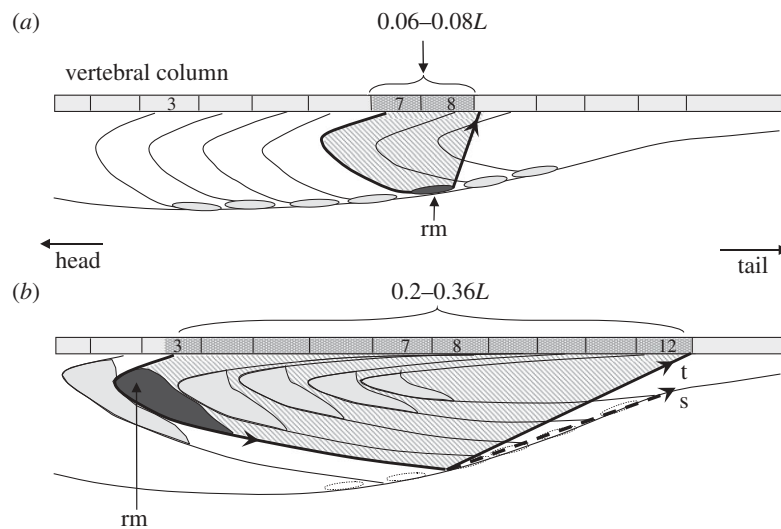 (a)
0.06–0.08L
vertebral column
3 7 8
rm
head
tail
(b)
0.2–0.36L
3 7 8 12
t
s
rm